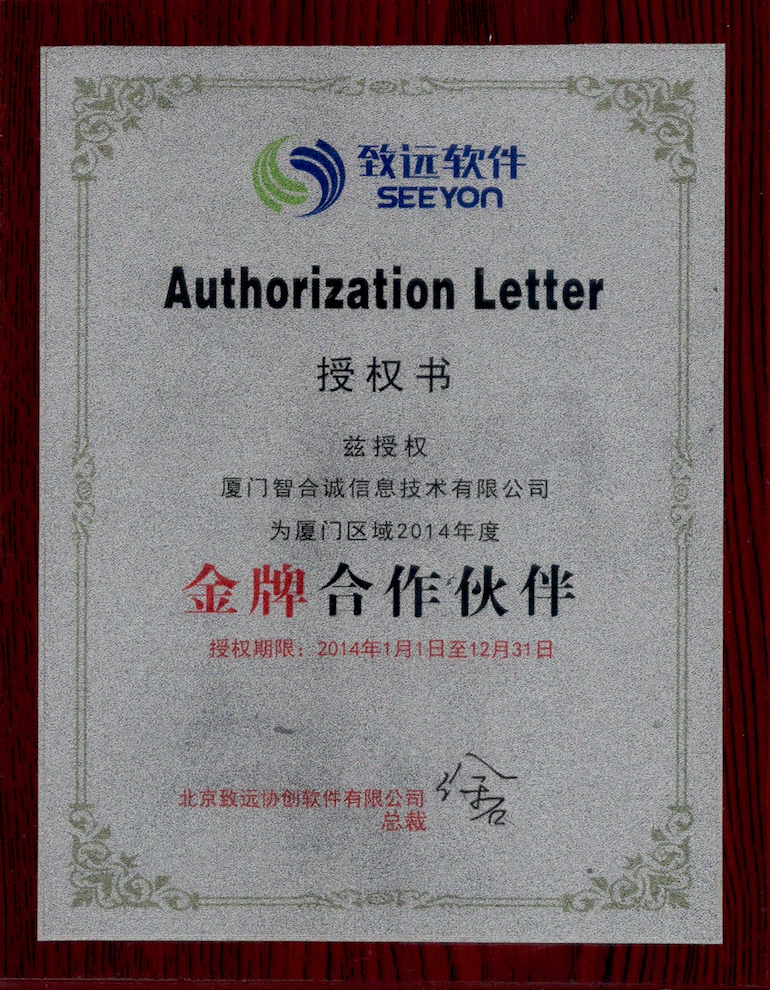 致远软件
SEEYON
Authorization Letter
授权书
兹授权
厦门智合诚信息技术有限公司
为厦门区域2014年度
金牌合作伙伴
授权期限：2014年1月1日至12月31日
北京致远协创软件有限公司
总裁